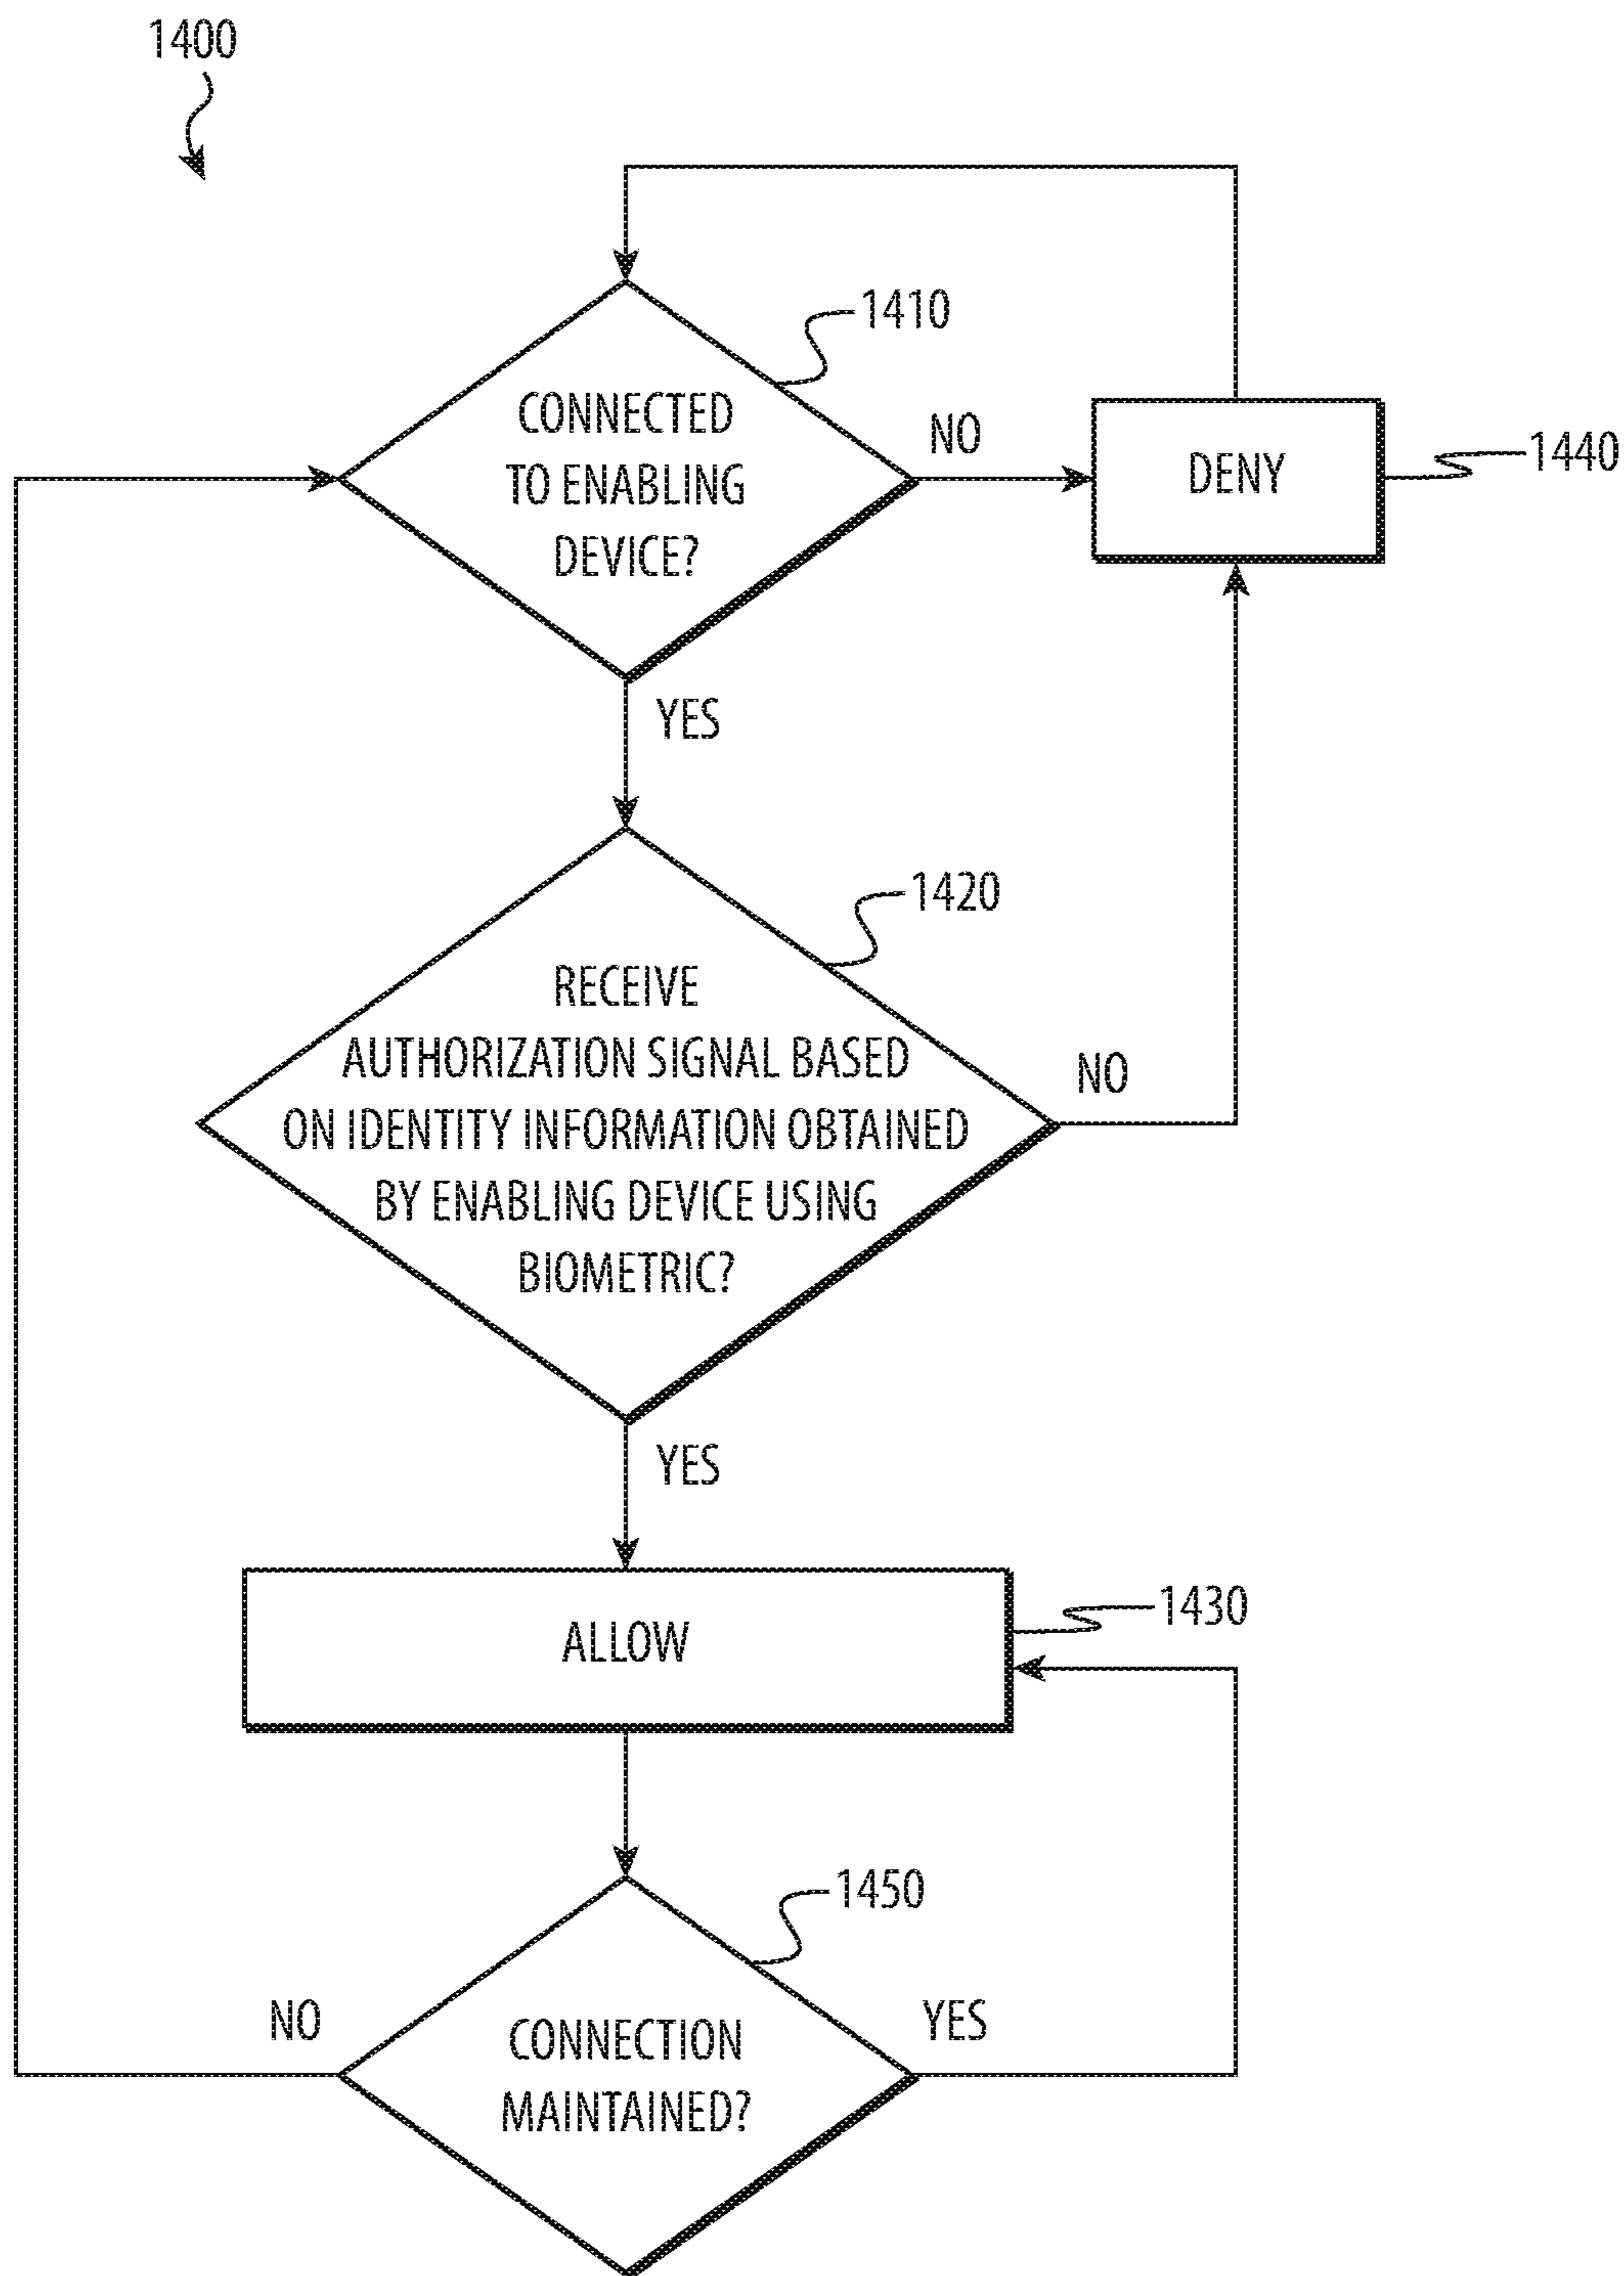 1400
1410
CONNECTED
TO ENABLING
DEVICE?
NO
DENY
1440
YES
1420
RECEIVE
AUTHORIZATION SIGNAL BASED
ON IDENTITY INFORMATION OBTAINED
BY ENABLING DEVICE USING
BIOMETRIC?
NO
YES
ALLOW
1430
1450
NO
CONNECTION
MAINTAINED?
YES